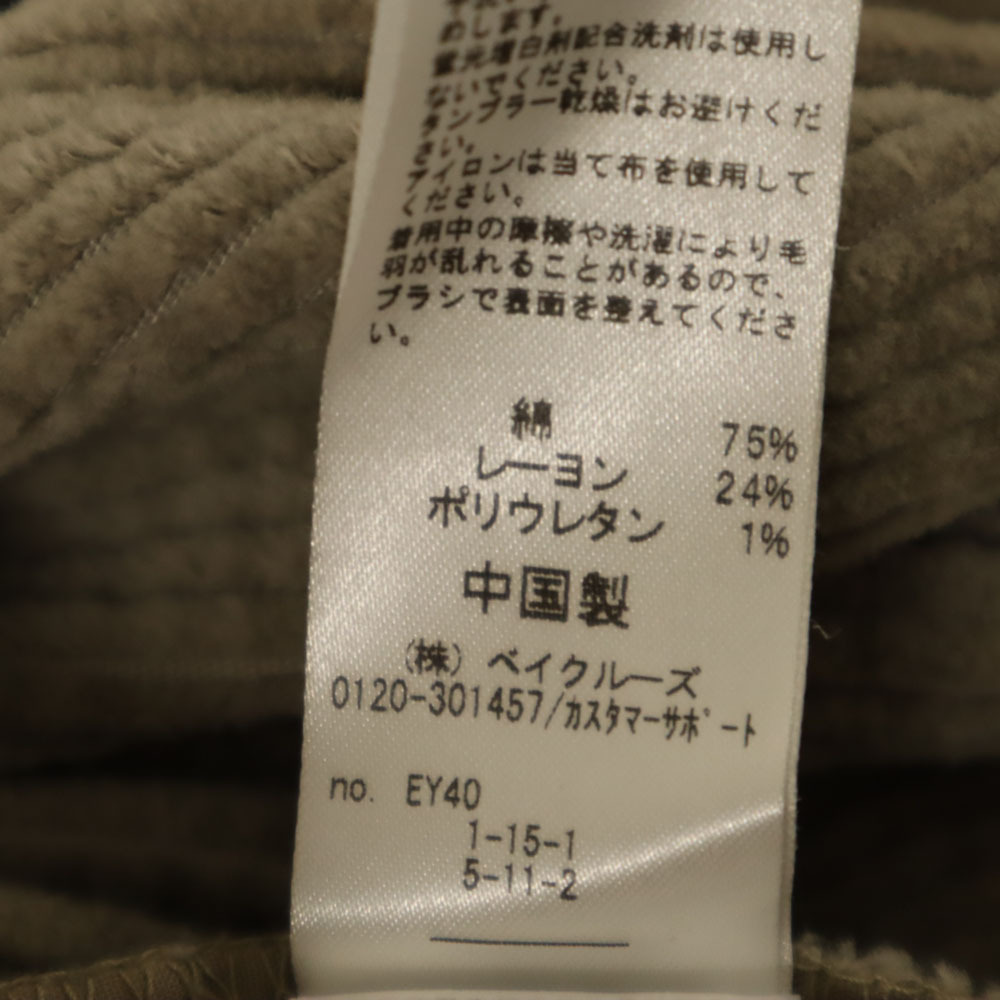 めします。
蛍光増白剤配合洗剤は使用し
ないでください。
タンブラー乾燥はお避けくだ
さい。
アイロンは当て布を使用して
ください。
着用中の摩擦や洗濯により毛
羽が乱れることがあるので、
ブラシで表面を整えてくださ
い。
綿 75%
レーヨン 24%
ポリウレタン 1%
中国製
(株) ベイクルーズ
0120-301457/カスタマーサポート
no. EY40
1-15-1
5-11-2